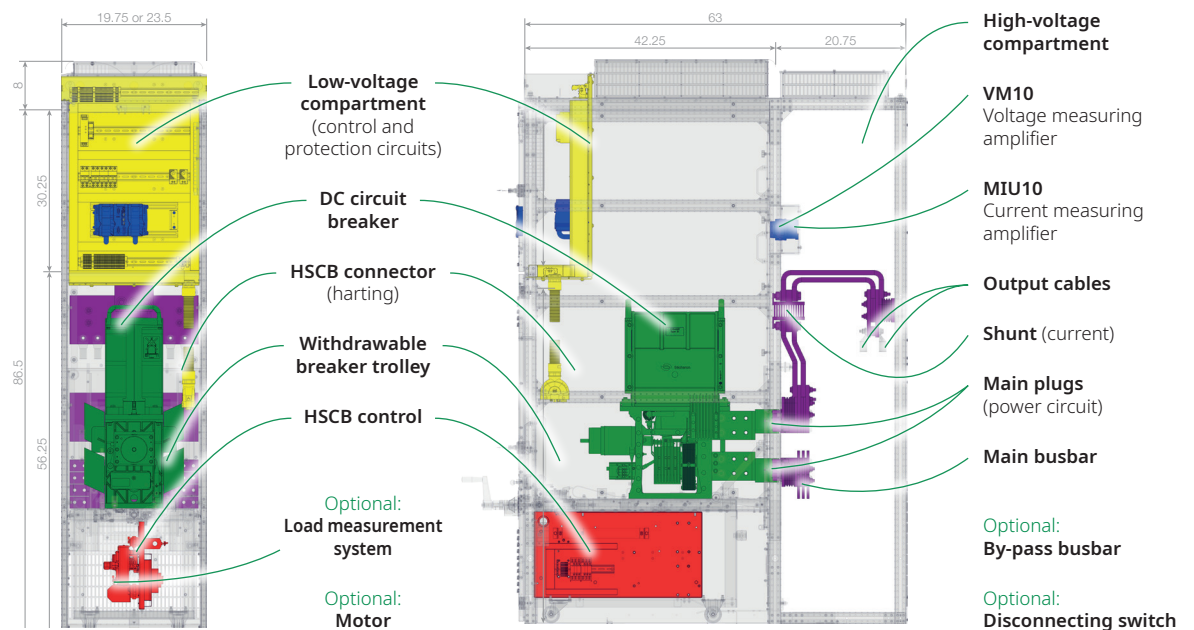 19.75 or 23.5
63
42.25
20.75
8
30.25
86.5
56.25
Low-voltage
compartment
(control and
protection circuits)
DC circuit
breaker
HSCB connector
(harting)
Withdrawable
breaker trolley
HSCB control
Optional:
Load measurement
system
Optional:
Motor
High-voltage
compartment
VM10
Voltage measuring
amplifier
MIU10
Current measuring
amplifier
Output cables
Shunt (current)
Main plugs
(power circuit)
Main busbar
Optional:
By-pass busbar
Optional:
Disconnecting switch